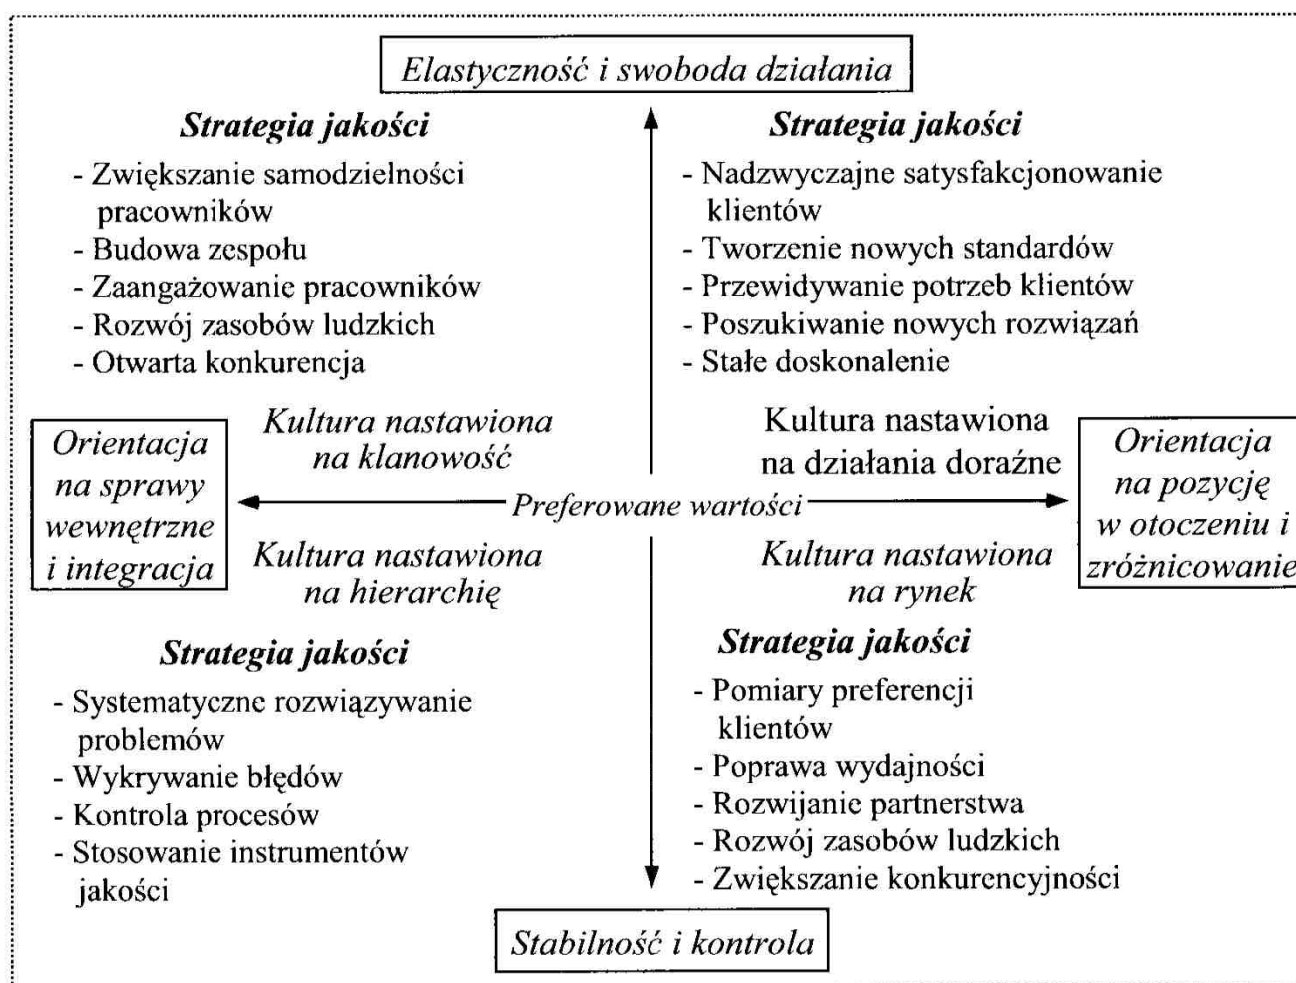 Elastyczność i swoboda działania
Strategia jakości
- Zwiększanie samodzielności
pracowników
- Budowa zespołu
- Zaangażowanie pracowników
- Rozwój zasobów ludzkich
- Otwarta konkurencja
Strategia jakości
- Nadzwyczajne satysfakcjonowanie
klientów
- Tworzenie nowych standardów
- Przewidywanie potrzeb klientów
- Poszukiwanie nowych rozwiązań
- Stałe doskonalenie
Orientacja
na sprawy
wewnętrzne
i integracja
Kultura nastawiona
na klanowość
Kultura nastawiona
na działania doraźne
Orientacja
na pozycję
w otoczeniu i
zróżnicowanie
Preferowane wartości
Kultura nastawiona
na hierarchię
Kultura nastawiona
na rynek
Strategia jakości
- Systematyczne rozwiązywanie
problemów
- Wykrywanie błędów
- Kontrola procesów
- Stosowanie instrumentów
jakości
Strategia jakości
- Pomiary preferencji
klientów
- Poprawa wydajności
- Rozwijanie partnerstwa
- Rozwój zasobów ludzkich
- Zwiększanie konkurencyjności
Stabilność i kontrola